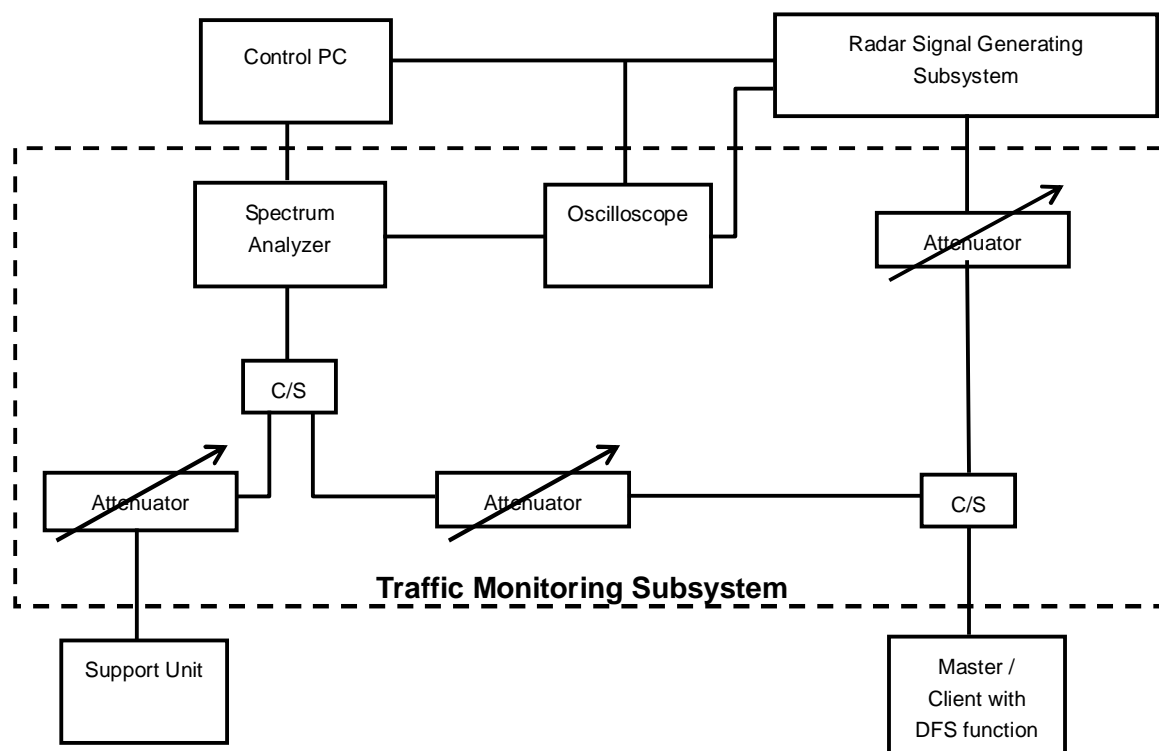 Control PC
Radar Signal Generating
Subsystem
Spectrum
Analyzer
Oscilloscope
Attenuator
C/S
Attenuator
Attenuator
C/S
Traffic Monitoring Subsystem
Support Unit
Master /
Client with
DFS function